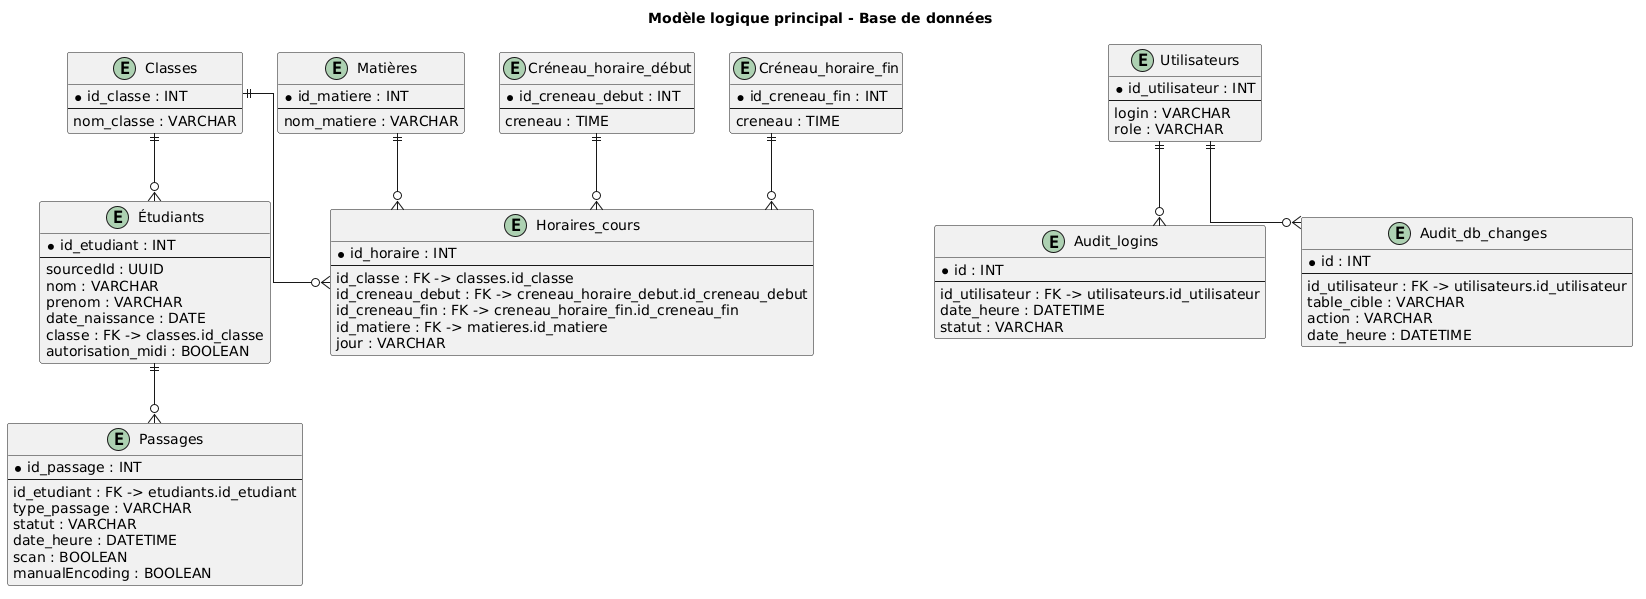 Modèle logique principal - Base de données
E Classes
id_classe : INT
nom_classe : VARCHAR
E Matières
id_matiere : INT
nom_matiere : VARCHAR
E Créneau_horaire_début
id_creneau_debut : INT
creneau : TIME
E Créneau_horaire_fin
id_creneau_fin : INT
creneau : TIME
E Utilisateurs
id_utilisateur : INT
login : VARCHAR
role : VARCHAR
E Étudiants
id_etudiant : INT
sourcedId : UUID
nom : VARCHAR
prenom : VARCHAR
date_naissance : DATE
classe : FK -> classes.id_classe
autorisation_midi : BOOLEAN
E Horaires_cours
id_horaire : INT
id_classe : FK -> classes.id_classe
id_creneau_debut : FK -> creneau_horaire_debut.id_creneau_debut
id_creneau_fin : FK -> creneau_horaire_fin.id_creneau_fin
id_matiere : FK -> matieres.id_matiere
jour : VARCHAR
E Audit_logins
id : INT
id_utilisateur : FK -> utilisateurs.id_utilisateur
date_heure : DATETIME
statut : VARCHAR
E Audit_db_changes
id : INT
id_utilisateur : FK -> utilisateurs.id_utilisateur
table_cible : VARCHAR
action : VARCHAR
date_heure : DATETIME
E Passages
id_passage : INT
id_etudiant : FK -> etudiants.id_etudiant
type_passage : VARCHAR
statut : VARCHAR
date_heure : DATETIME
scan : BOOLEAN
manualEncoding : BOOLEAN